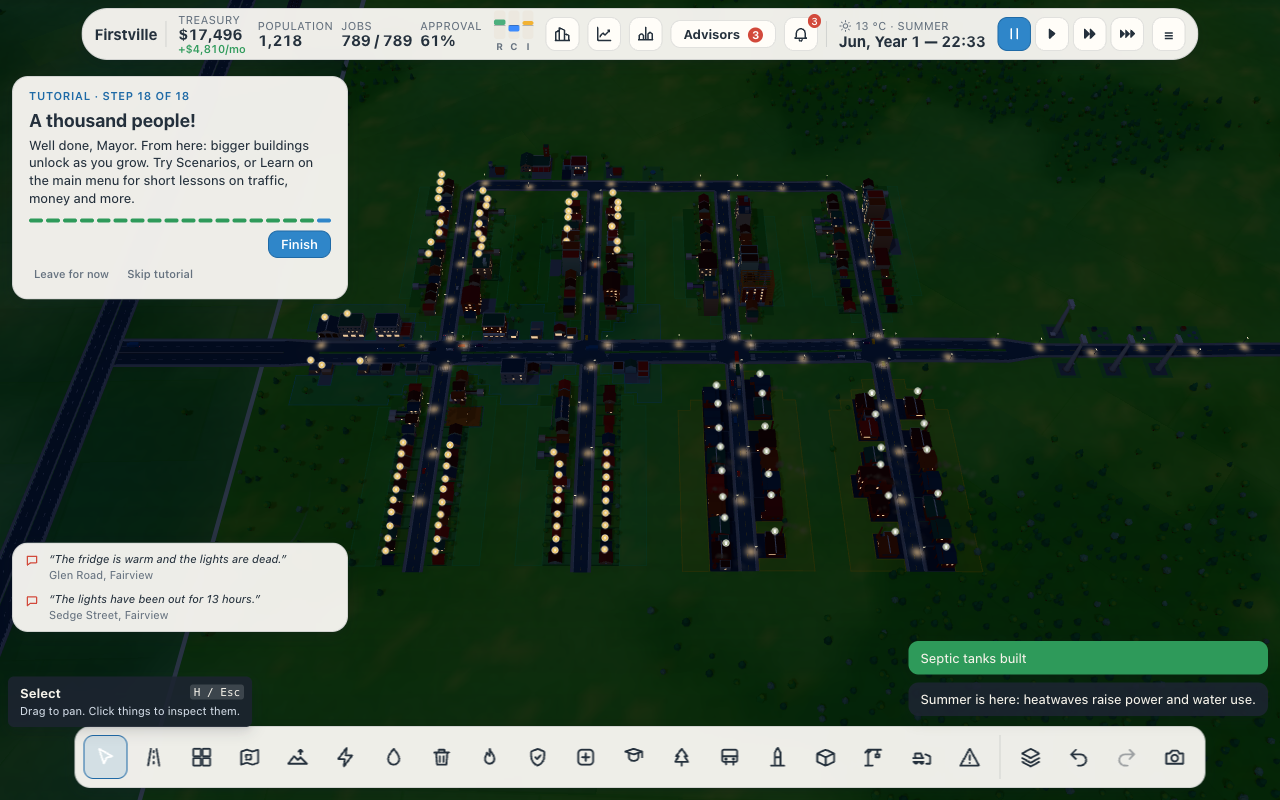 Firstville
TREASURY
$17,496
+$4,810/mo
POPULATION
1,218
JOBS
789 / 789
APPROVAL
61%
R C I
Advisors 3
3
13 °C · SUMMER
Jun, Year 1 — 22:33
TUTORIAL · STEP 18 OF 18
A thousand people!
Well done, Mayor. From here: bigger buildings
unlock as you grow. Try Scenarios, or Learn on
the main menu for short lessons on traffic,
money and more.
Finish
Leave for now
Skip tutorial
“The fridge is warm and the lights are dead.”
Glen Road, Fairview
“The lights have been out for 13 hours.”
Sedge Street, Fairview
Septic tanks built
Summer is here: heatwaves raise power and water use.
Select
H / Esc
Drag to pan. Click things to inspect them.